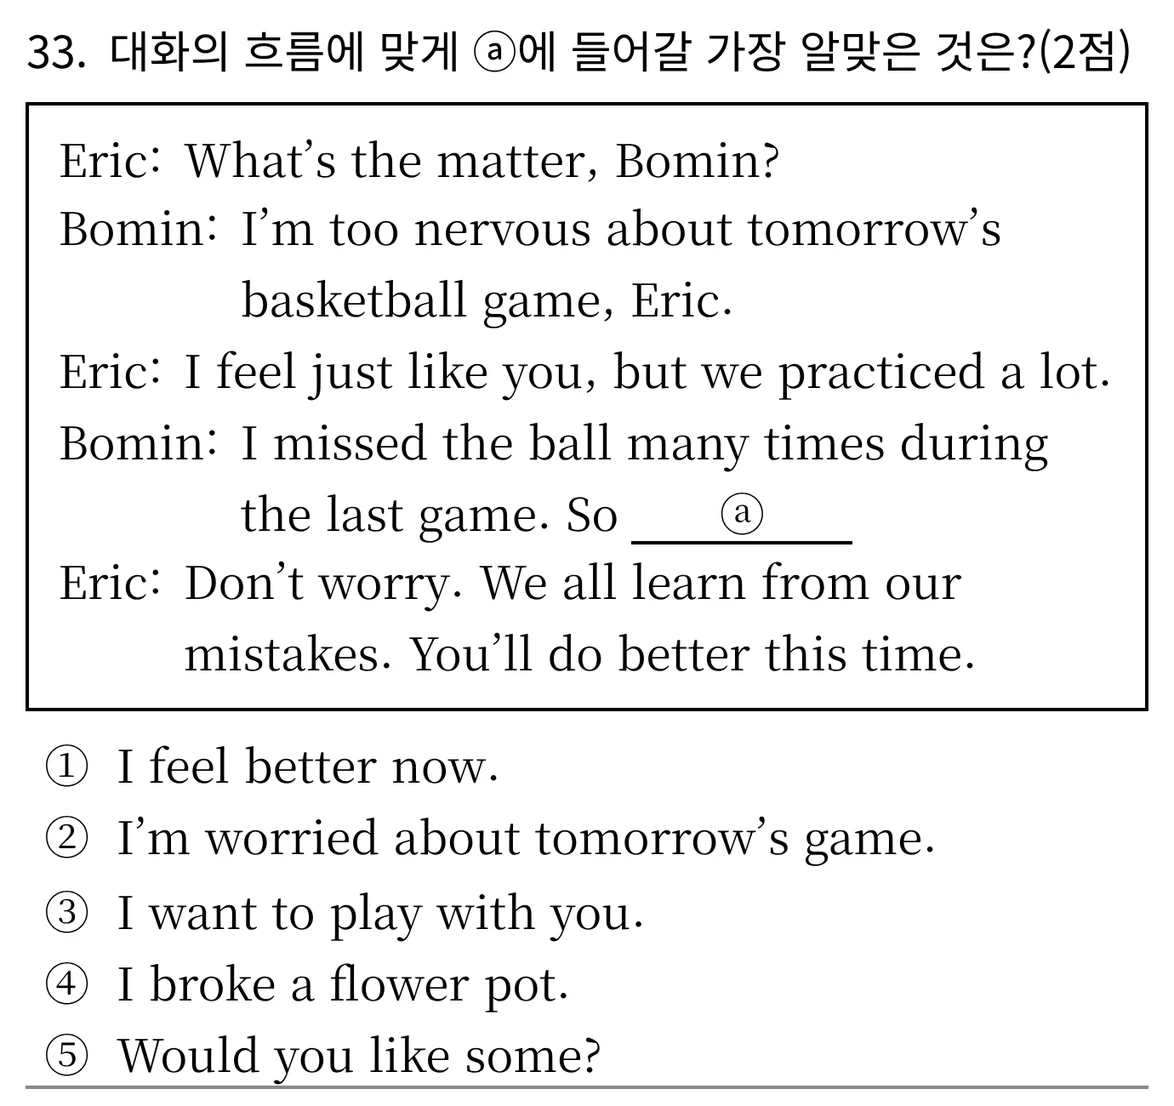 33. 대화의 흐름에 맞게 ⓐ에 들어갈 가장 알맞은 것은?(2점)
Eric: What’s the matter, Bomin?
Bomin: I’m too nervous about tomorrow’s
basketball game, Eric.
Eric: I feel just like you, but we practiced a lot.
Bomin: I missed the ball many times during
the last game. So ⓐ
Eric: Don’t worry. We all learn from our
mistakes. You’ll do better this time.
① I feel better now.
② I’m worried about tomorrow’s game.
③ I want to play with you.
④ I broke a flower pot.
⑤ Would you like some?